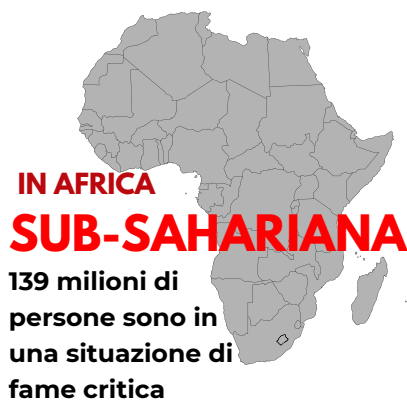 IN AFRICA
SUB-SAHARIANA
139 milioni di
persone sono in
una situazione di
fame critica